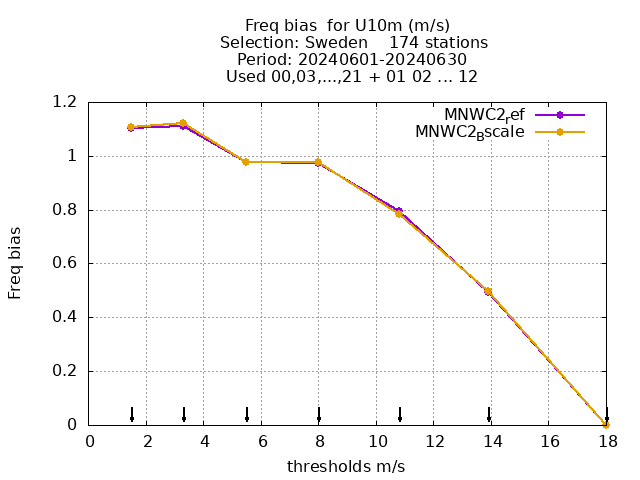 Freq bias  for U10m (m/s)
Selection: Sweden    174 stations
Period: 20240601-20240630
Used 00,03,...,21 + 01 02 ... 12
MNWC2ref
MNWC2Bscale
1.2
1
0.8
0.6
0.4
0.2
0
Freq bias
0 2 4 6 8 10 12 14 16 18
thresholds m/s